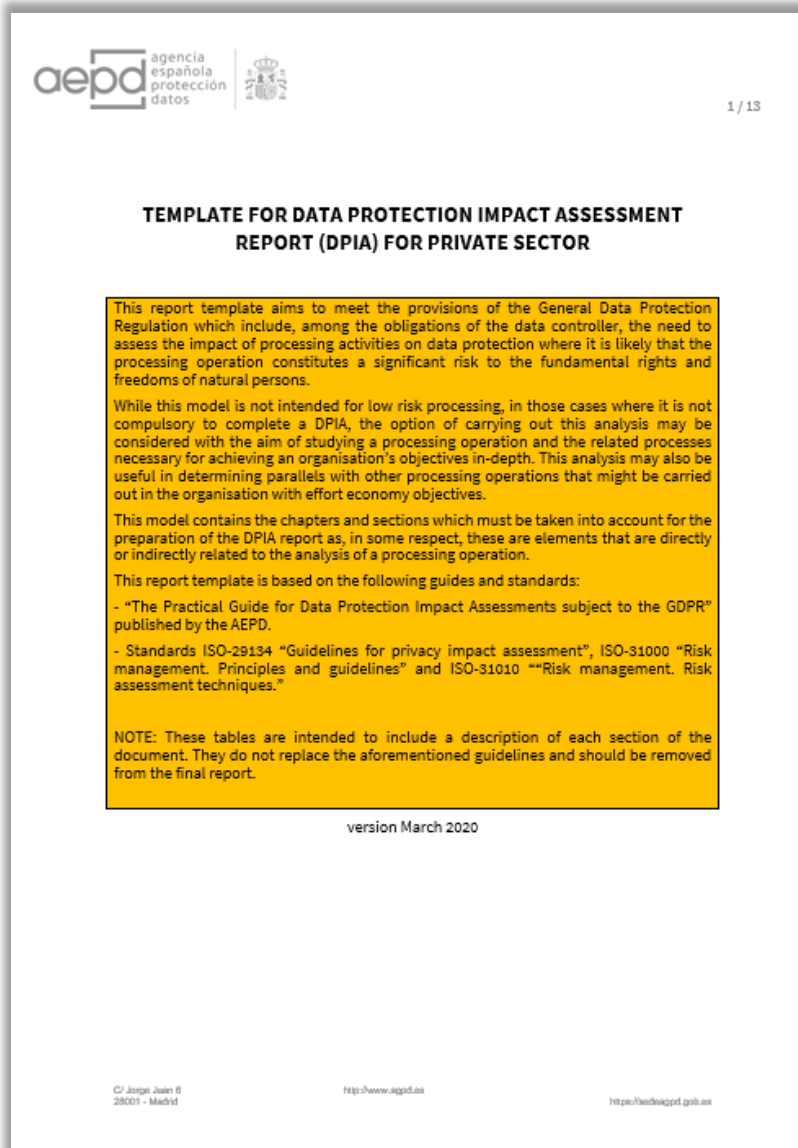 aepd
agencia
española
protección
datos
1 / 13
TEMPLATE FOR DATA PROTECTION IMPACT ASSESSMENT
REPORT (DPIA) FOR PRIVATE SECTOR
This report template aims to meet the provisions of the General Data Protection
Regulation which include, among the obligations of the data controller, the need to
assess the impact of processing activities on data protection where it is likely that the
processing operation constitutes a significant risk to the fundamental rights and
freedoms of natural persons.
While this model is not intended for low risk processing, in those cases where it is not
compulsory to complete a DPIA, the option of carrying out this analysis may be
considered with the aim of studying a processing operation and the related processes
necessary for achieving an organisation's objectives in-depth. This analysis may also be
useful in determining parallels with other processing operations that might be carried
out in the organisation with effort economy objectives.
This model contains the chapters and sections which must be taken into account for the
preparation of the DPIA report as, in some respect, these are elements that are directly
or indirectly related to the analysis of a processing operation.
This report template is based on the following guides and standards:
- “The Practical Guide for Data Protection Impact Assessments subject to the GDPR”
published by the AEPD.
- Standards ISO-29134 “Guidelines for privacy impact assessment”, ISO-31000 “Risk
management. Principles and guidelines” and ISO-31010 ““Risk management. Risk
assessment techniques.”
NOTE: These tables are intended to include a description of each section of the
document. They do not replace the aforementioned guidelines and should be removed
from the final report.
version March 2020
C/ Jorge Juan 6
28001 - Madrid
http://www.agpd.es
https://sedeagpd.gob.es